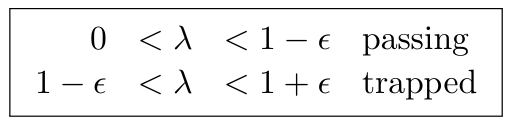 0 < λ < 1 − ϵ passing
1 − ϵ < λ < 1 + ϵ trapped